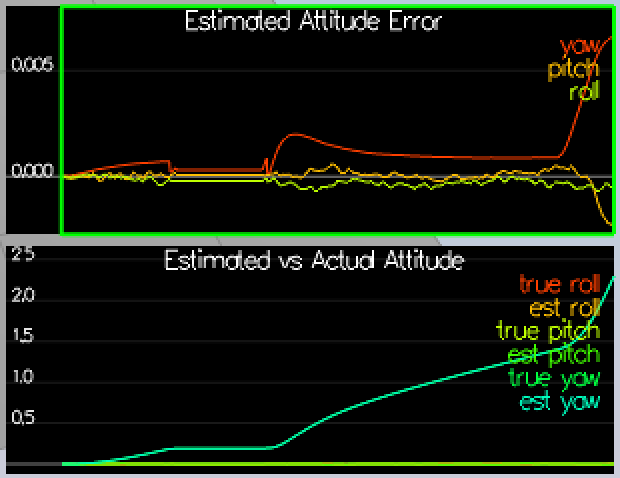 Estimated Attitude Error
yaw
0.005
pitch
roll
0.000
Estimated vs Actual Attitude
2.5
true roll
2.0
est roll
true pitch
1.5
est pitch
true yaw
1.0
est yaw
0.5